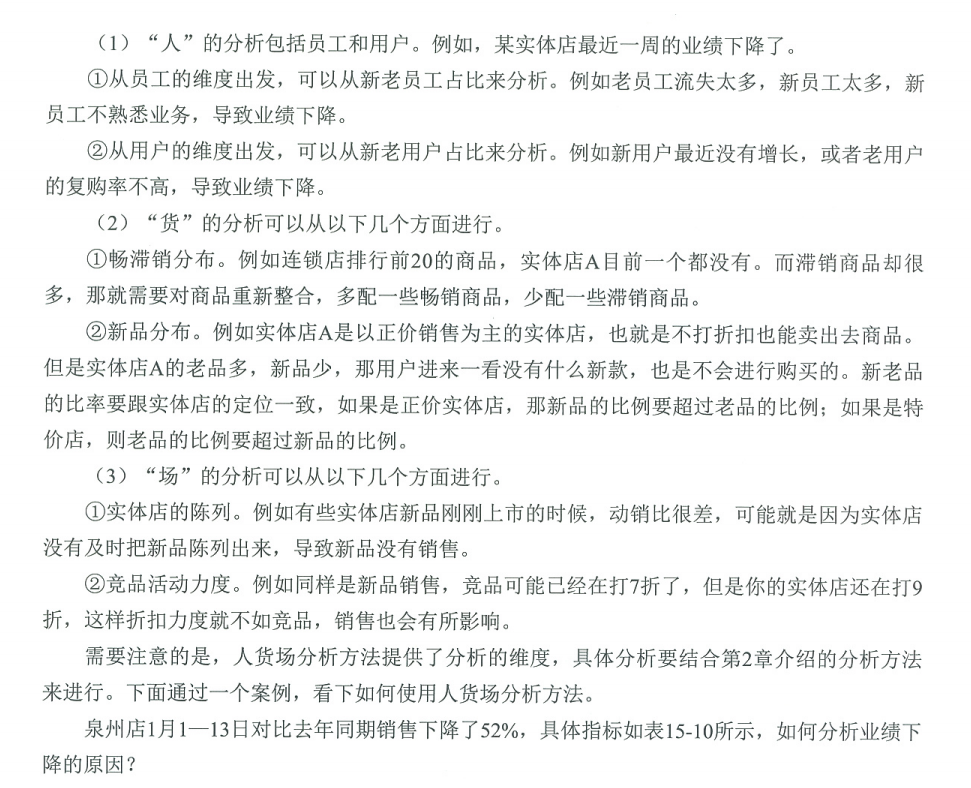 （1）“人”的分析包括员工和用户。例如，某实体店最近一周的业绩下降了。
①从员工的维度出发，可以从新老员工占比来分析。例如老员工流失太多，新员工太多，新
员工不熟悉业务，导致业绩下降。
②从用户的维度出发，可以从新老用户占比来分析。例如新用户最近没有增长，或者老用户
的复购率不高，导致业绩下降。
（2）“货”的分析可以从以下几个方面进行。
①畅滞销分布。例如连锁店排行前20的商品，实体店A目前一个都没有。而滞销商品却很
多，那就需要对商品重新整合，多配一些畅销商品，少配一些滞销商品。
②新品分布。例如实体店A是以正价销售为主的实体店，也就是不打折扣也能卖出去商品。
但是实体店A的老品多，新品少，那用户进来一看没有什么新款，也是不会进行购买的。新老品
的比率要跟实体店的定位一致，如果是正价实体店，那新品的比例要超过老品的比例；如果是特
价店，则老品的比例要超过新品的比例。
（3）“场”的分析可以从以下几个方面进行。
①实体店的陈列。例如有些实体店新品刚刚上市的时候，动销比很差，可能就是因为实体店
没有及时把新品陈列出来，导致新品没有销售。
②竞品活动力度。例如同样是新品销售，竞品可能已经在打7折了，但是你的实体店还在打9
折，这样折扣力度就不如竞品，销售也会有所影响。
需要注意的是，人货场分析方法提供了分析的维度，具体分析要结合第2章介绍的分析方法
来进行。下面通过一个案例，看下如何使用人货场分析方法。
泉州店1月1—13日对比去年同期销售下降了52%，具体指标如表15-10所示，如何分析业绩下
降的原因？